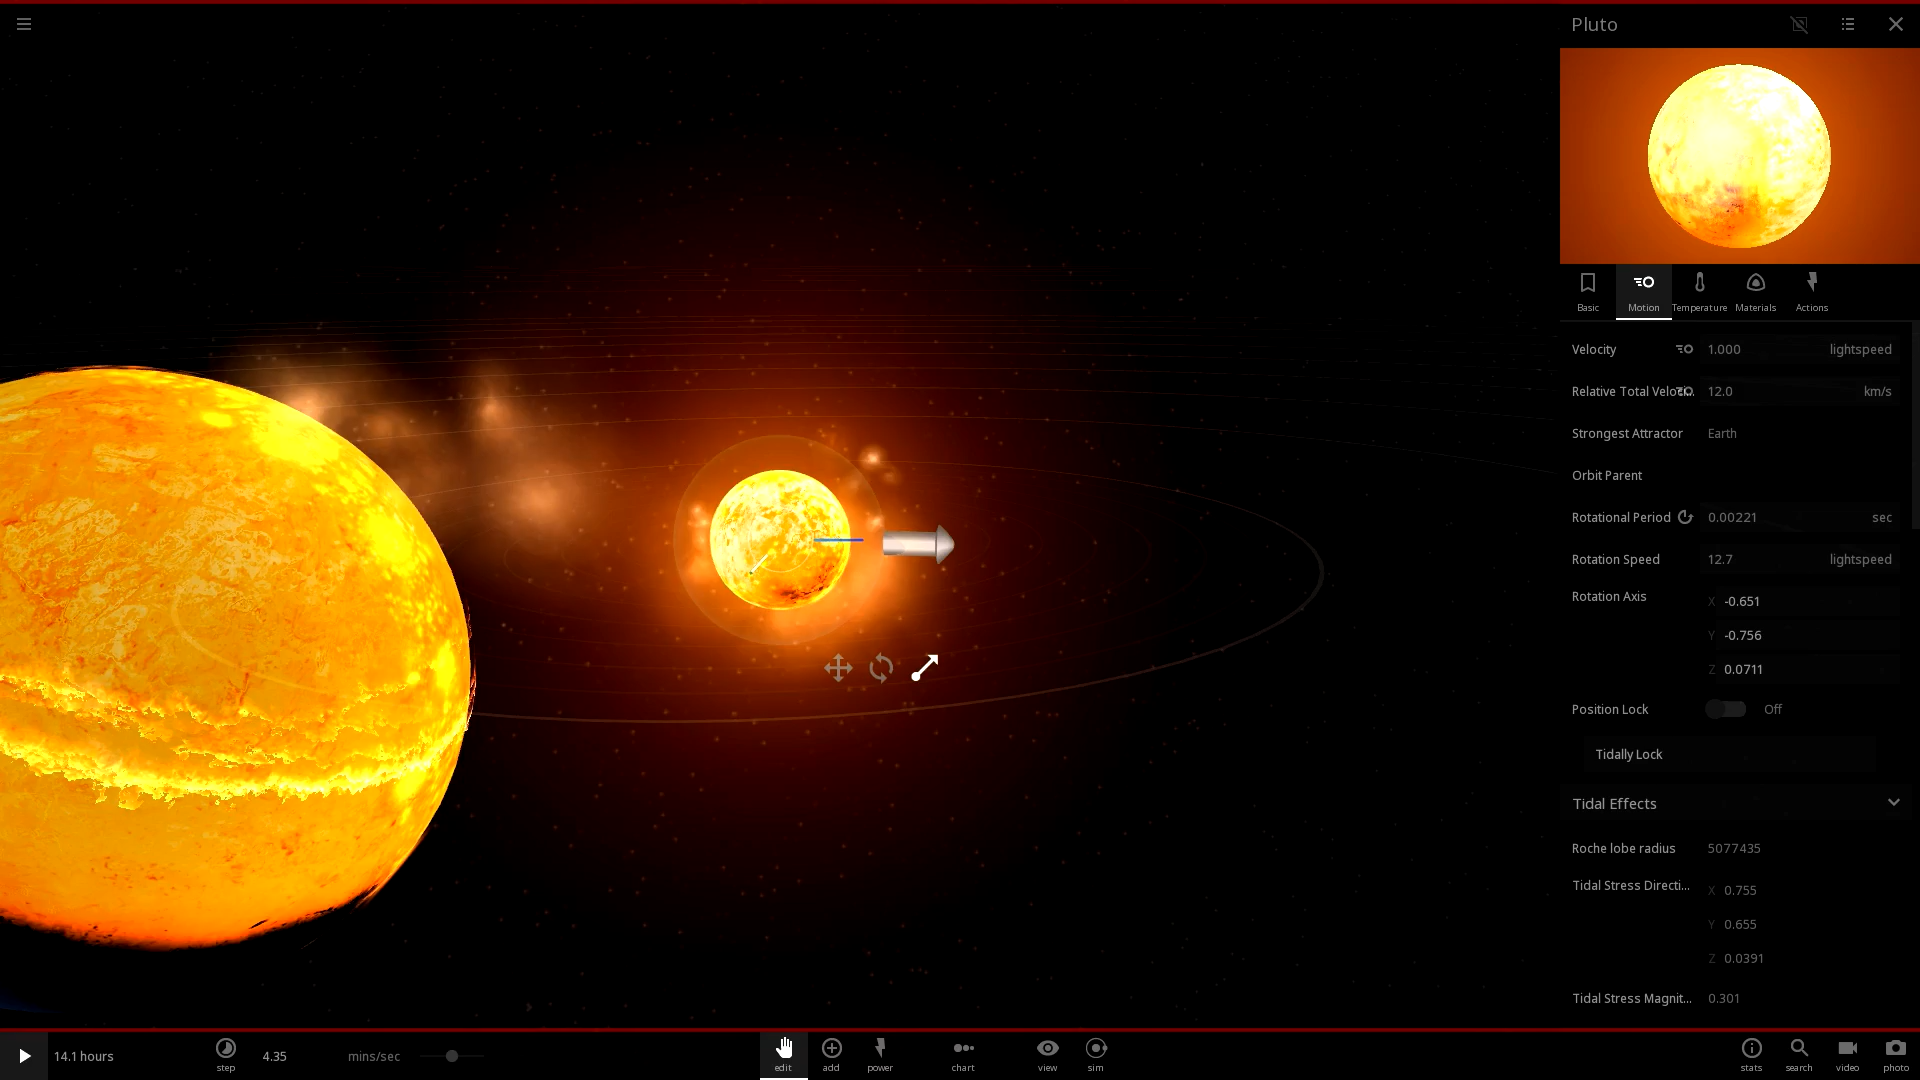 Pluto
Basic
Motion
Temperature
Materials
Actions
Velocity 1.000 lightspeed
Relative Total Veloci... 12.0 km/s
Strongest Attractor Earth
Orbit Parent
Rotational Period 0.00221 sec
Rotation Speed 12.7 lightspeed
Rotation Axis X -0.651
Y -0.756
Z 0.0711
Position Lock Off
Tidally Lock
Tidal Effects
Roche lobe radius 5077435
Tidal Stress Directi... X 0.755
Y 0.655
Z 0.0391
Tidal Stress Magnit... 0.301
14.1 hours
step
4.35 mins/sec
edit
add
power
chart
view
sim
stats
search
video
photo